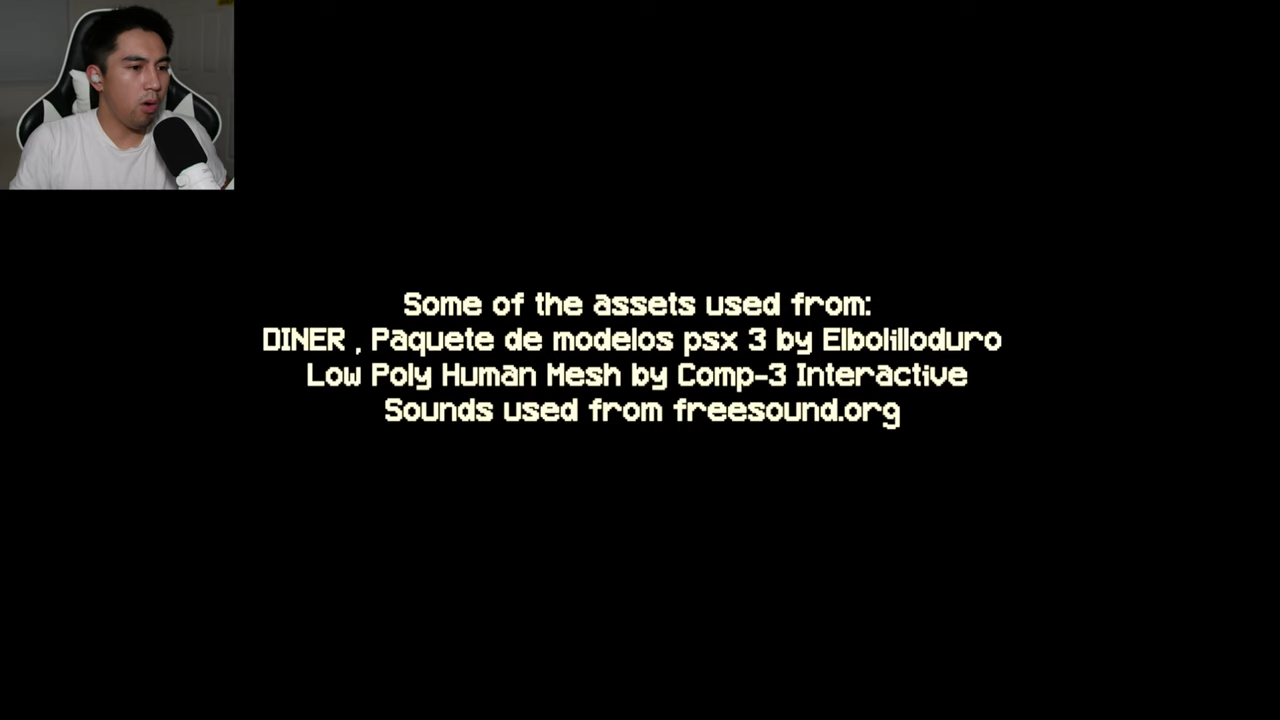 Some of the assets used from:
DINER , Paquete de modelos psx 3 by Elbolilloduro
Low Poly Human Mesh by Comp-3 Interactive
Sounds used from freesound.org